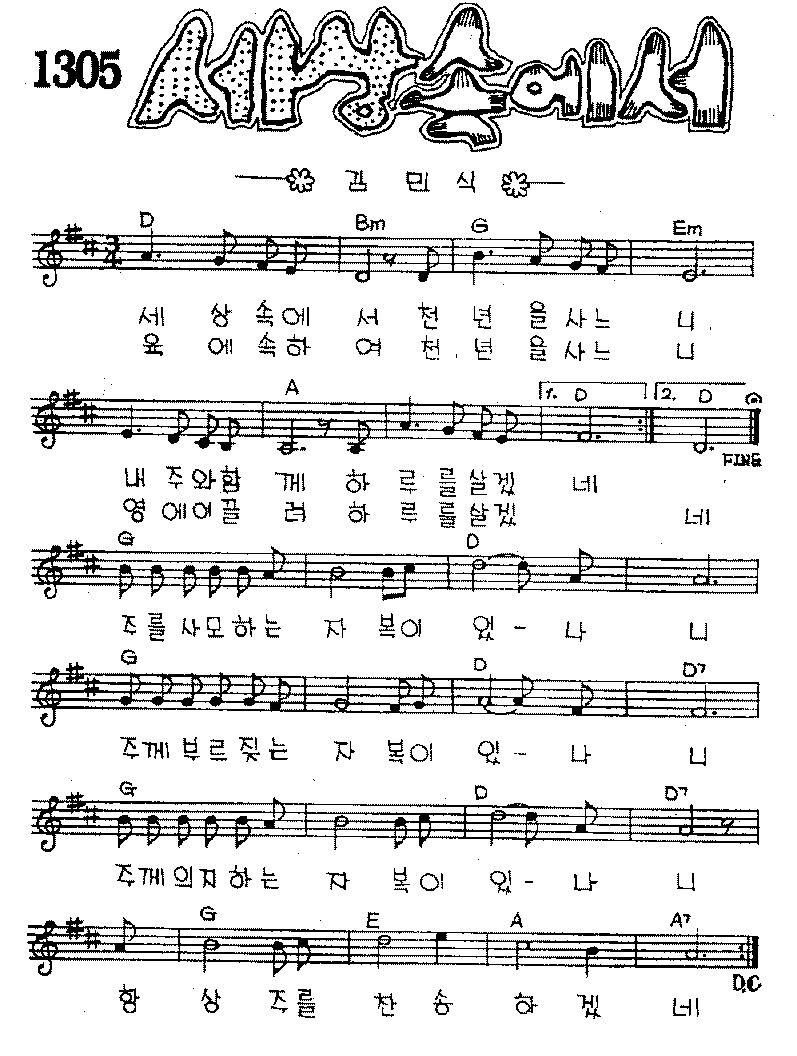 1305 세상속에서
김 민 식
D Bm G Em
세 상 속에 서 천 년 을 사느 니
욕 에 속하 여 천 년 을 사느 니
A 1. D 2. D
FINE
내 주와함 께 하 루 를살겠 네
영 에이끌 려 하 루 를살겠 네
G D
주를사모하는 자 복이 있 - 나 니
G D D7
주께부르짖는 자 복이 있 - 나 니
G D D7
주께의지하는 자 복이 있 - 나 니
G E A A7
D.C
항 상 주를 찬 송 하 겠 네